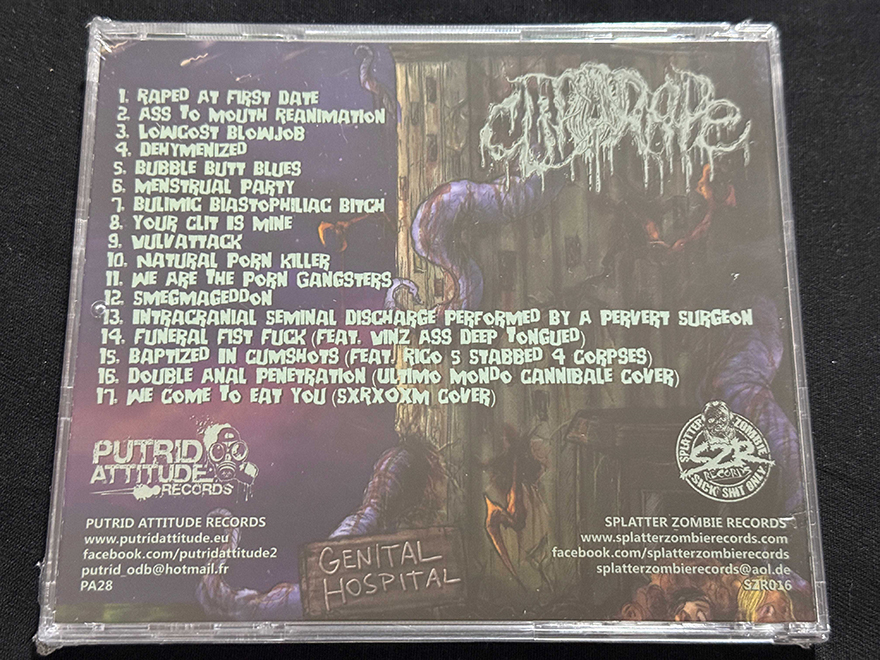 1. RAPED AT FIRST DATE
2. ASS TO MOUTH REANIMATION
3. LOWCOST BLOWJOB
4. DEHYMENIZED
5. BUBBLE BUTT BLUES
6. MENSTRUAL PARTY
7. BULIMIC BIASTOPHILIAC BITCH
8. YOUR CLIT IS MINE
9. VULVATTACK
10. NATURAL PORN KILLER
11. WE ARE THE PORN GANGSTERS
12. SMEGMAGEDDON
13. INTRACRANIAL SEMINAL DISCHARGE PERFORMED BY A PERVERT SURGEON
14. FUNERAL FIST FUCK (FEAT. VINZ ASS DEEP TONGUED)
15. BAPTIZED IN CUMSHOTS (FEAT. RICO 5 STABBED 4 CORPSES)
16. DOUBLE ANAL PENETRATION (ULTIMO MONDO CANNIBALE COVER)
17. WE COME TO EAT YOU (SXRXOXM COVER)
PUTRID
ATTITUDE
RECORDS
SPLATTER ZOMBIE
SZR
RECORDS
SICK SHIT ONLY
PUTRID ATTITUDE RECORDS
www.putridattitude.eu
facebook.com/putridattitude2
putrid_odb@hotmail.fr
PA28
GENITAL
HOSPITAL
SPLATTER ZOMBIE RECORDS
www.splatterzombierecords.com
facebook.com/splatterzombierecords
splatterzombierecords@aol.de
SZR016